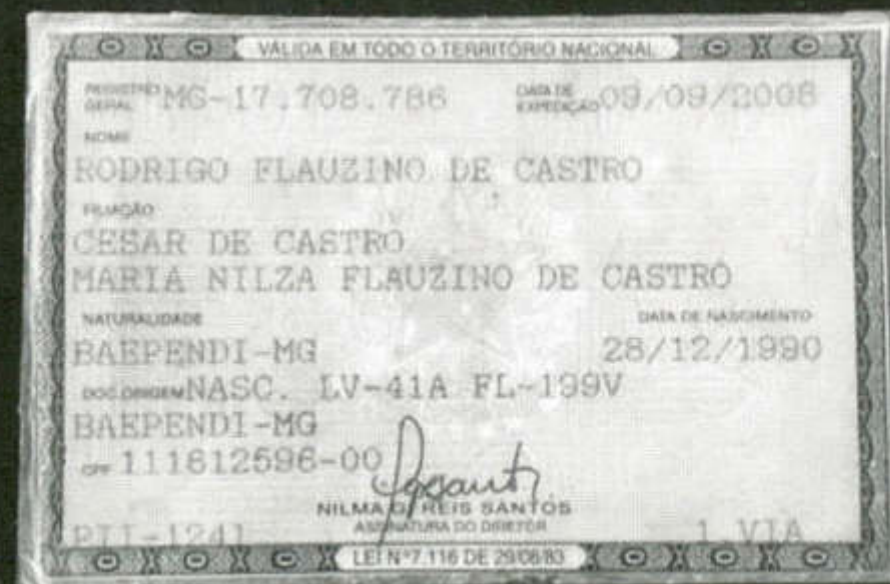 VÁLIDA EM TODO O TERRITÓRIO NACIONAL
REGISTRO GERAL MG-17.708.786 DATA DE EXPEDIÇÃO 09/09/2008
NOME
RODRIGO FLAUZINO DE CASTRO
FILIAÇÃO
CESAR DE CASTRO
MARIA NILZA FLAUZINO DE CASTRO
NATURALIDADE DATA DE NASCIMENTO
BAEPENDI-MG 28/12/1990
DOC.ORIGEM NASC. LV-41A FL-199V
BAEPENDI-MG
CPF 111612596-00
NILMA REIS SANTOS
ASSINATURA DO DIRETOR
PII-1241 1 VIA
LEI Nº 7.116 DE 29/08/83